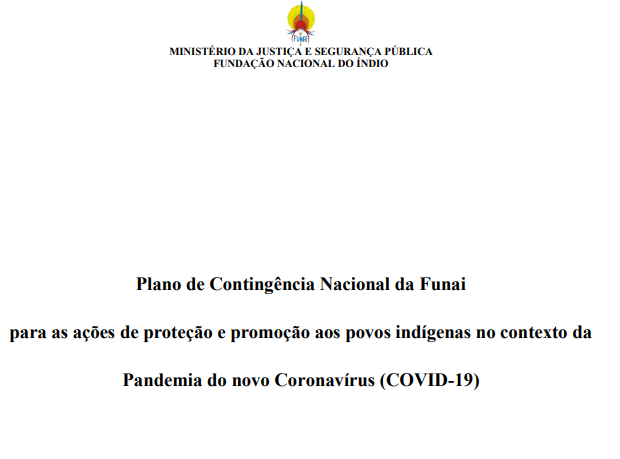 FUNAI
MINISTÉRIO DA JUSTIÇA E SEGURANÇA PÚBLICA
FUNDAÇÃO NACIONAL DO ÍNDIO
Plano de Contingência Nacional da Funai
para as ações de proteção e promoção aos povos indígenas no contexto da
Pandemia do novo Coronavírus (COVID-19)